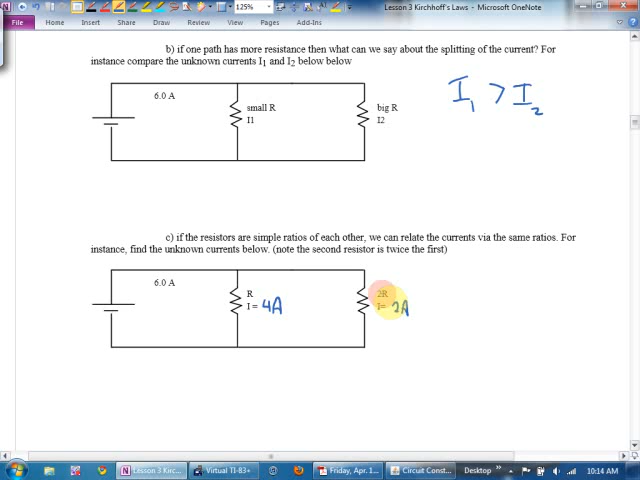 125%
Lesson 3 Kirchhoff's Laws - Microsoft OneNote
File Home Insert Share Draw Review View Page Tools Add-Ins
b) if one path has more resistance then what can we say about the splitting of the current? For
instance compare the unknown currents I1 and I2 below below
6.0 A
small R
I1
big R
I2
I1 > I2
c) if the resistors are simple ratios of each other, we can relate the currents via the same ratios. For
instance, find the unknown currents below. (note the second resistor is twice the first)
6.0 A
R
I = 4A
2R
I= 2A
Lesson 3 Kirchh...
Virtual TI-83+
Friday, Apr. 1...
Circuit Const...
Desktop
10:14 AM